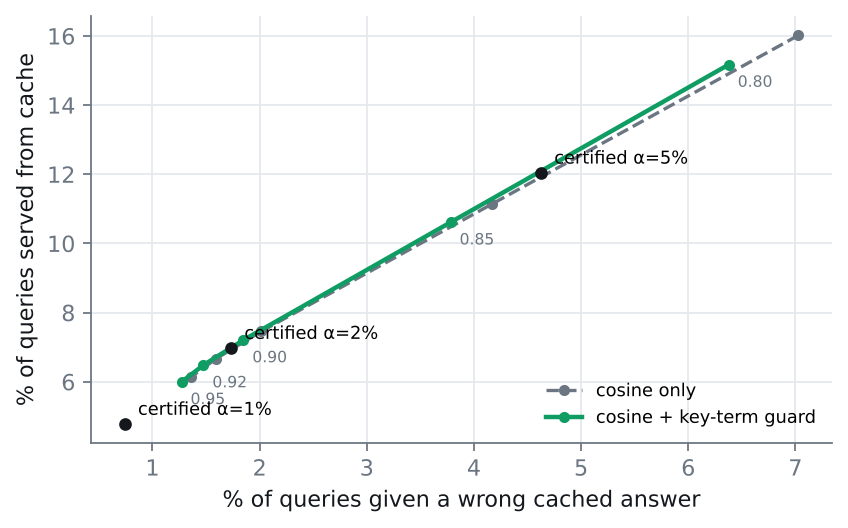 16
14
12
10
8
6
% of queries served from cache
certified α=5%
0.80
0.85
certified α=2%
0.90
0.92
0.95
certified α=1%
cosine only
cosine + key-term guard
1 2 3 4 5 6 7
% of queries given a wrong cached answer